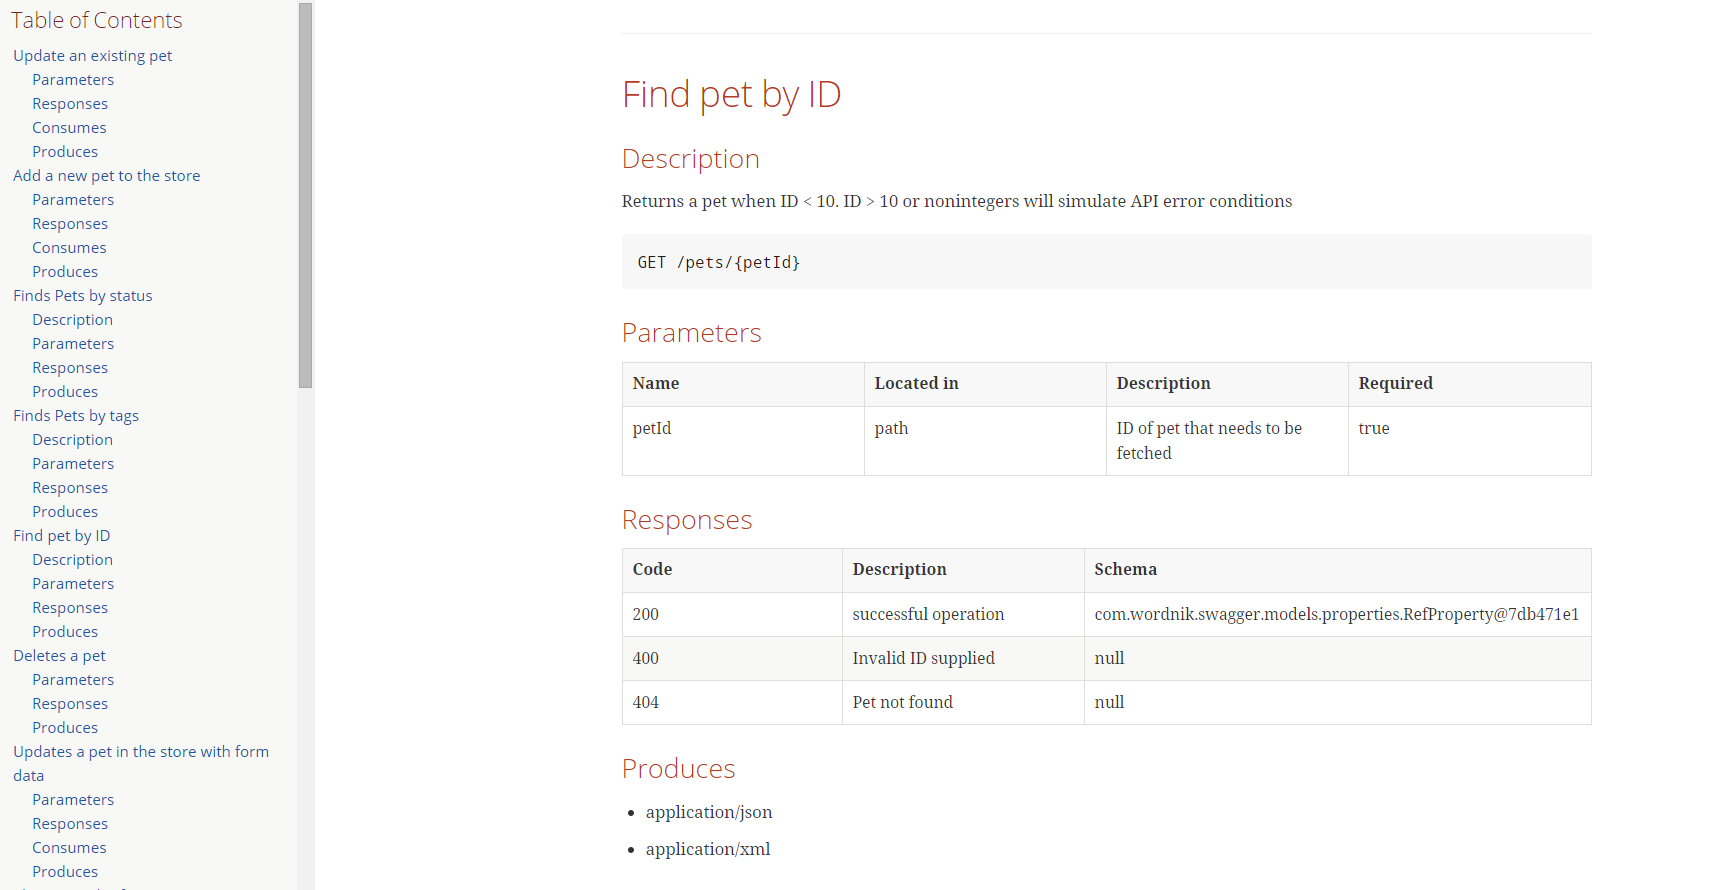 Table of Contents
Update an existing pet
Parameters
Responses
Consumes
Produces
Add a new pet to the store
Parameters
Responses
Consumes
Produces
Finds Pets by status
Description
Parameters
Responses
Produces
Finds Pets by tags
Description
Parameters
Responses
Produces
Find pet by ID
Description
Parameters
Responses
Produces
Deletes a pet
Parameters
Responses
Produces
Updates a pet in the store with form
data
Parameters
Responses
Consumes
Produces
Find pet by ID
Description
Returns a pet when ID < 10. ID > 10 or nonintegers will simulate API error conditions
GET /pets/{petId}
Parameters
Name Located in Description Required
petId path ID of pet that needs to be true
fetched
Responses
Code Description Schema
200 successful operation com.wordnik.swagger.models.properties.RefProperty@7db471e1
400 Invalid ID supplied null
404 Pet not found null
Produces
• application/json
• application/xml